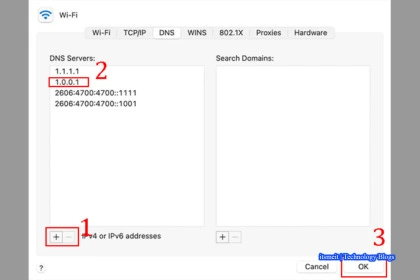 Wi-Fi
Wi-Fi TCP/IP DNS WINS 802.1X Proxies Hardware
DNS Servers: 2 Search Domains:
1.1.1.1
1.0.0.1
2606:4700:4700::1111
2606:4700:4700::1001
1
+ − IPv4 or IPv6 addresses + −
3
itsmeit Technology Blogs
? Cancel OK